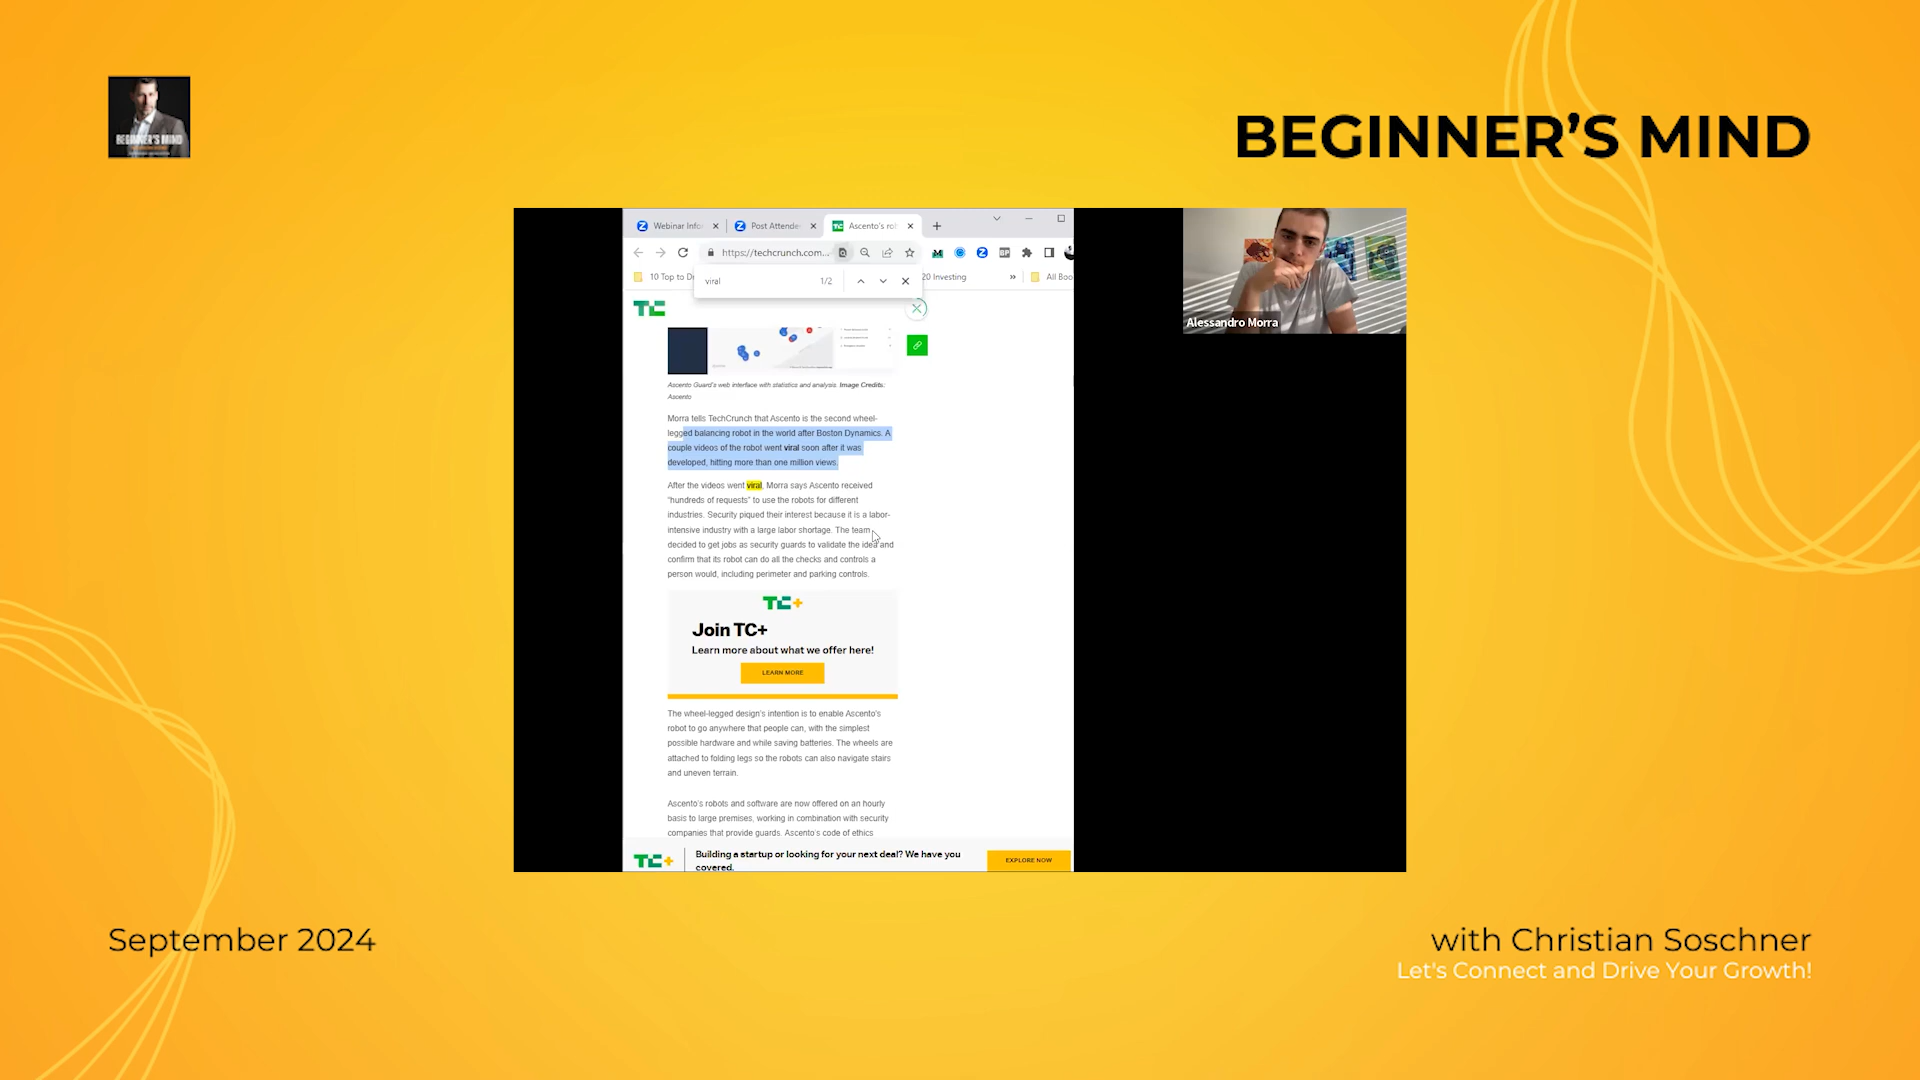 BEGINNER'S MIND
BEGINNER'S MIND
Webinar Info
Post Attende
Ascento's ro
https://techcrunch.com...
10 Top to D
20 Investing
»
All Boo
viral
1/2
TC
Ascento Guard's web interface with statistics and analysis. Image Credits:
Ascento
Morra tells TechCrunch that Ascento is the second wheel-
legged balancing robot in the world after Boston Dynamics. A
couple videos of the robot went viral soon after it was
developed, hitting more than one million views.
After the videos went viral, Morra says Ascento received
"hundreds of requests" to use the robots for different
industries. Security piqued their interest because it is a labor-
intensive industry with a large labor shortage. The team
decided to get jobs as security guards to validate the idea and
confirm that its robot can do all the checks and controls a
person would, including perimeter and parking controls.
TC+
Join TC+
Learn more about what we offer here!
LEARN MORE
The wheel-legged design's intention is to enable Ascento's
robot to go anywhere that people can, with the simplest
possible hardware and while saving batteries. The wheels are
attached to folding legs so the robots can also navigate stairs
and uneven terrain.
Ascento's robots and software are now offered on an hourly
basis to large premises, working in combination with security
companies that provide guards. Ascento's code of ethics
TC+
Building a startup or looking for your next deal? We have you
covered.
EXPLORE NOW
Alessandro Morra
September 2024
with Christian Soschner
Let's Connect and Drive Your Growth!